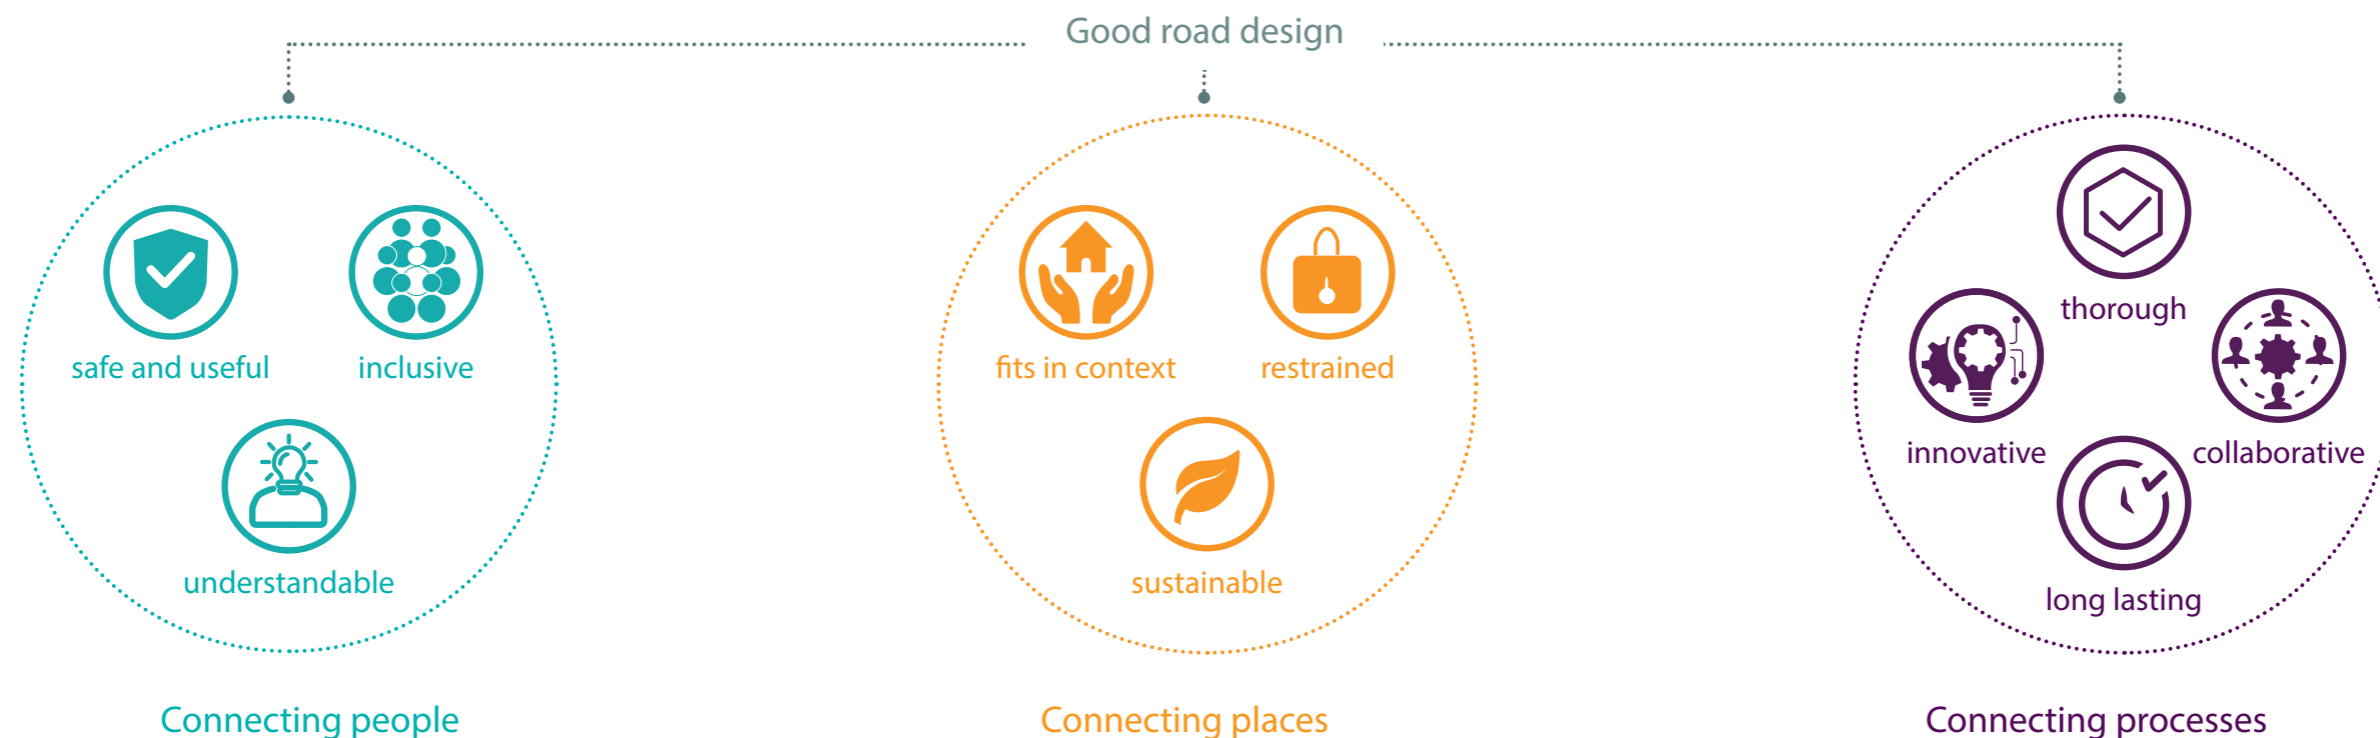 Good road design
safe and useful
inclusive
understandable
Connecting people
fits in context
restrained
sustainable
Connecting places
thorough
innovative
collaborative
long lasting
Connecting processes